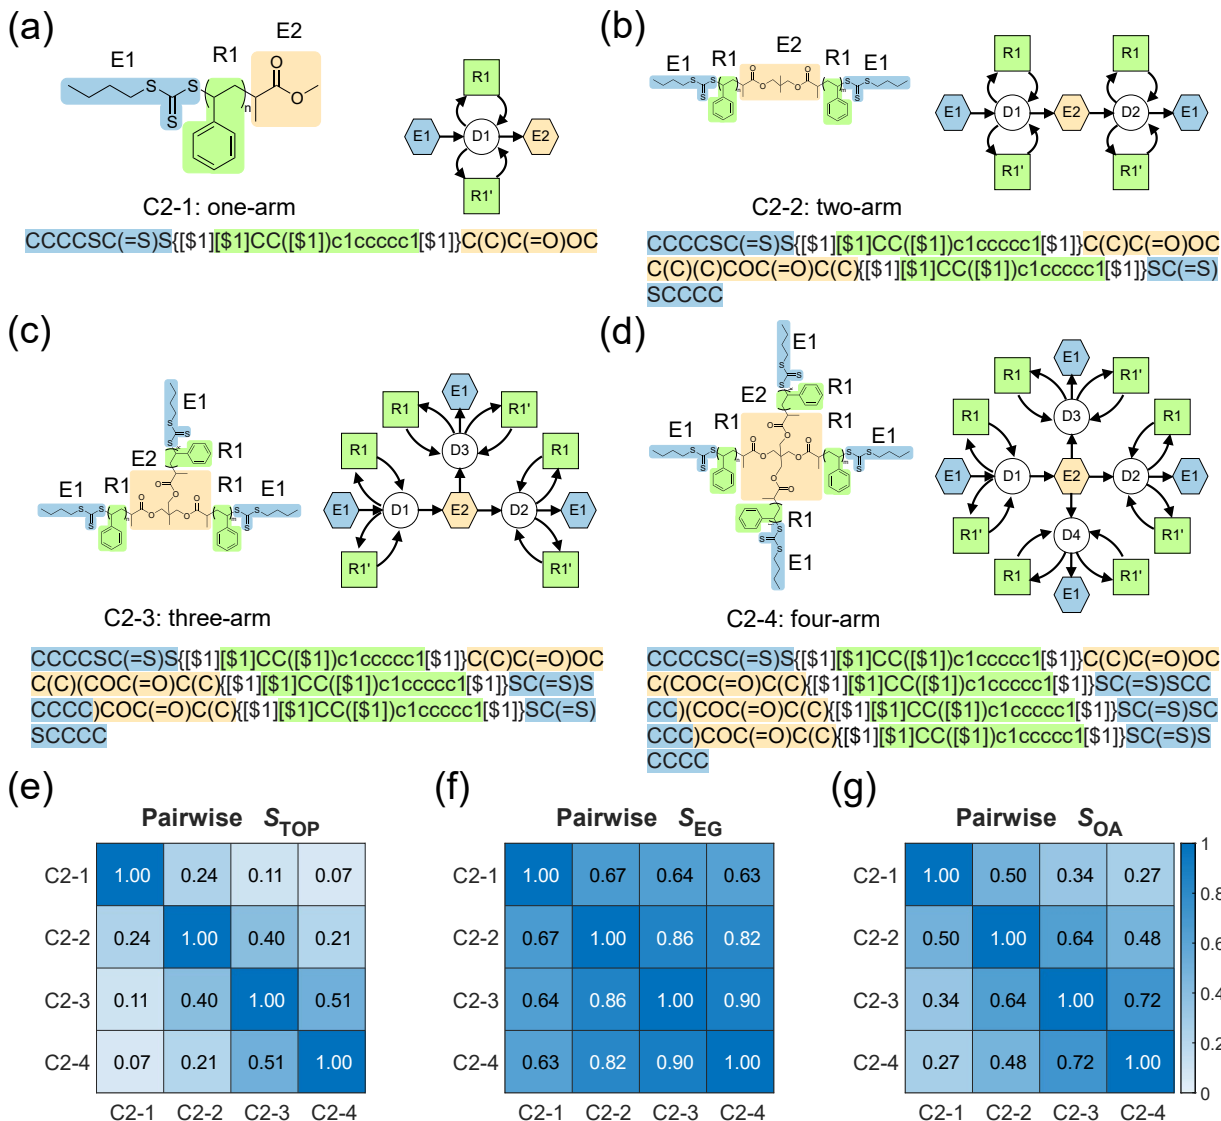 (a)
E1
R1
E2
S
S
S
n
O
O
R1
E1
D1
E2
R1'
C2-1: one-arm
CCCCSC(=S)S{[$1][$1]CC([$1])c1ccccc1[$1]}C(C)C(=O)OC
(b)
E1
R1
E2
R1
E1
R1
R1
E1
D1
E2
D2
E1
R1'
R1'
C2-2: two-arm
CCCCSC(=S)S{[$1][$1]CC([$1])c1ccccc1[$1]}C(C)C(=O)OC
C(C)(C)COC(=O)C(C){[$1][$1]CC([$1])c1ccccc1[$1]}SC(=S)
SCCCC
(c)
E1
R1
E2
E1
R1
R1
E1
E1
R1
R1'
R1
D3
R1
E1
D1
E2
D2
E1
R1'
R1'
C2-3: three-arm
CCCCSC(=S)S{[$1][$1]CC([$1])c1ccccc1[$1]}C(C)C(=O)OC
C(C)(COC(=O)C(C){[$1][$1]CC([$1])c1ccccc1[$1]}SC(=S)S
CCCC)COC(=O)C(C){[$1][$1]CC([$1])c1ccccc1[$1]}SC(=S)
SCCCC
(d)
E1
R1
E2
E1
R1
R1
E1
R1
E1
E1
R1
R1'
D3
R1
R1
E1
D1
E2
D2
E1
R1'
R1'
D4
R1
R1'
E1
C2-4: four-arm
CCCCSC(=S)S{[$1][$1]CC([$1])c1ccccc1[$1]}C(C)C(=O)OC
C(COC(=O)C(C){[$1][$1]CC([$1])c1ccccc1[$1]}SC(=S)SCC
CC)(COC(=O)C(C){[$1][$1]CC([$1])c1ccccc1[$1]}SC(=S)SC
CCC)COC(=O)C(C){[$1][$1]CC([$1])c1ccccc1[$1]}SC(=S)S
CCCC
(e)
Pairwise S_TOP
C2-1 1.00 0.24 0.11 0.07
C2-2 0.24 1.00 0.40 0.21
C2-3 0.11 0.40 1.00 0.51
C2-4 0.07 0.21 0.51 1.00
C2-1 C2-2 C2-3 C2-4
(f)
Pairwise S_EG
C2-1 1.00 0.67 0.64 0.63
C2-2 0.67 1.00 0.86 0.82
C2-3 0.64 0.86 1.00 0.90
C2-4 0.63 0.82 0.90 1.00
C2-1 C2-2 C2-3 C2-4
(g)
Pairwise S_OA
C2-1 1.00 0.50 0.34 0.27
C2-2 0.50 1.00 0.64 0.48
C2-3 0.34 0.64 1.00 0.72
C2-4 0.27 0.48 0.72 1.00
C2-1 C2-2 C2-3 C2-4
1
0.6
0.4
0.2
0